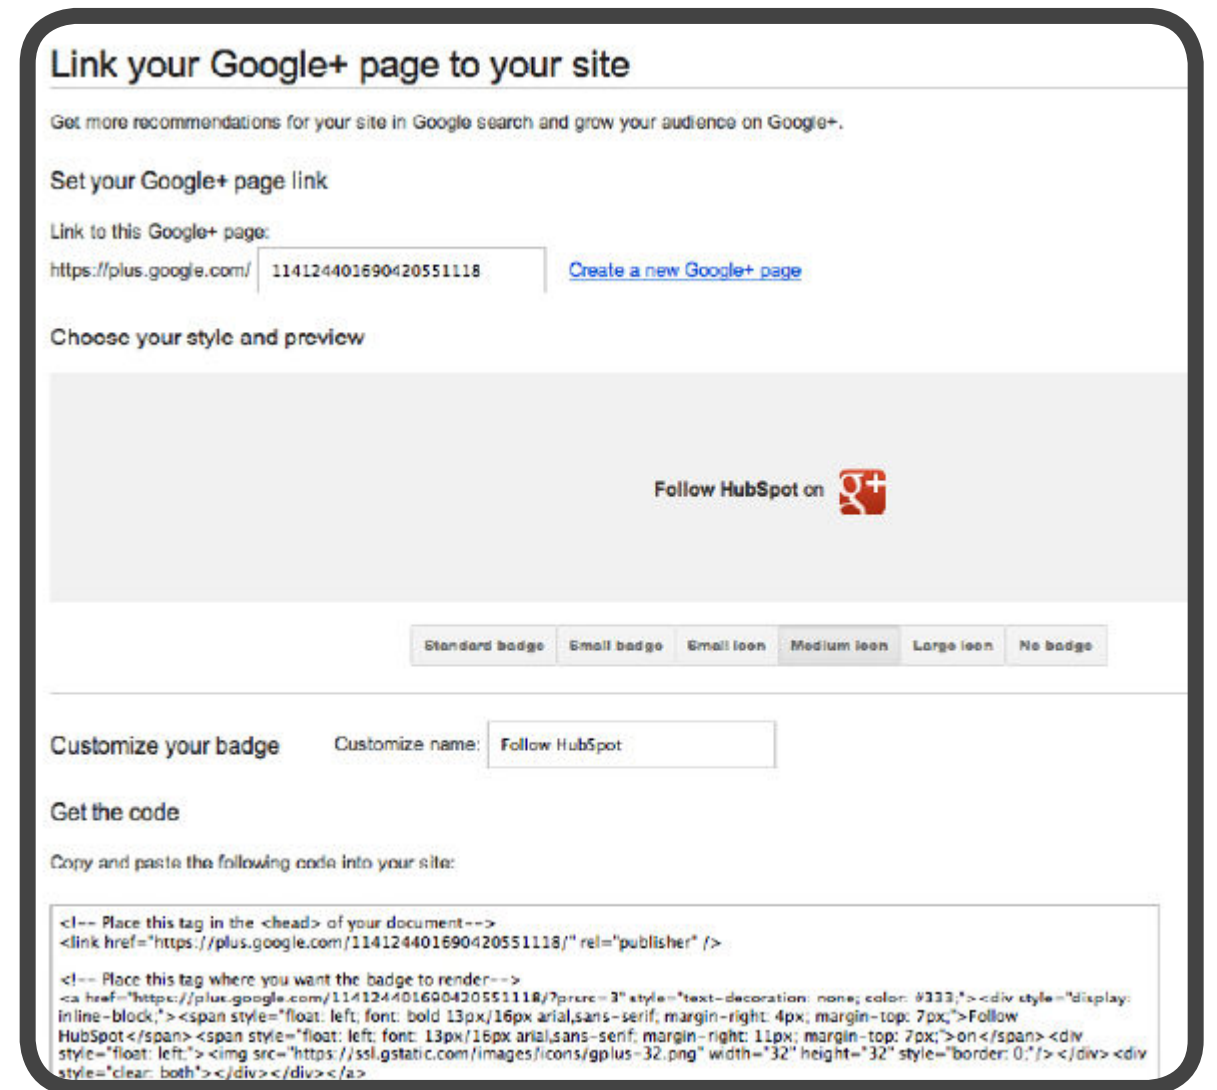 Link your Google+ page to your site
Get more recommendations for your site in Google search and grow your audience on Google+.
Set your Google+ page link
Link to this Google+ page:
https://plus.google.com/ 114124401690420551118 Create a new Google+ page
Choose your style and preview
Follow HubSpot on g+
Standard badge Small badge Small icon Medium icon Large icon No badge
Customize your badge Customize name: Follow HubSpot
Get the code
Copy and paste the following code into your site:
<!-- Place this tag in the <head> of your document-->
<link href="https://plus.google.com/114124401690420551118/" rel="publisher" />
<!-- Place this tag where you want the badge to render-->
<a href="https://plus.google.com/114124401690420551118/?prsrc=3" style="text-decoration: none; color: #333;"><div style="display:
inline-block;"><span style="float: left; font: bold 13px/16px arial,sans-serif; margin-right: 4px; margin-top: 7px;">Follow
HubSpot</span><span style="float: left; font: 13px/16px arial,sans-serif; margin-right: 11px; margin-top: 7px;">on</span><div
style="float: left;"><img src="https://ssl.gstatic.com/images/icons/gplus-32.png" width="32" height="32" style="border: 0;"/></div><div
style="clear: both"></div></div></a>